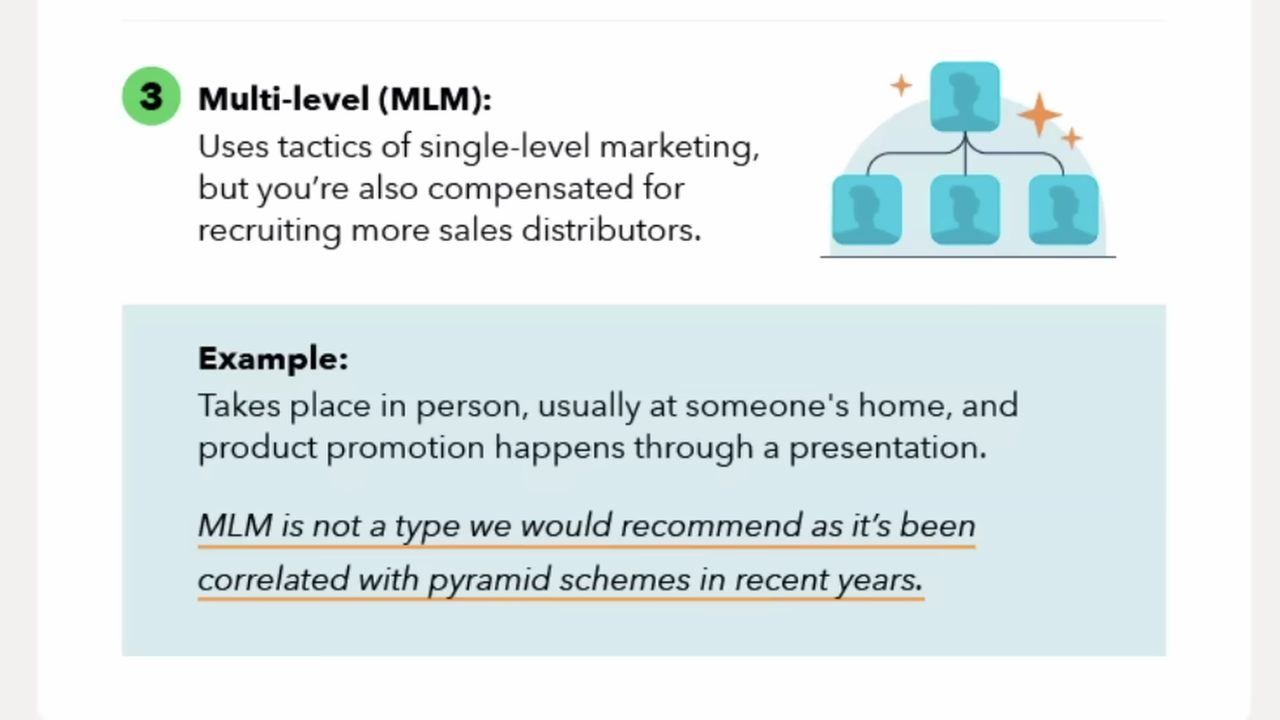 3
Multi-level (MLM):
Uses tactics of single-level marketing,
but you’re also compensated for
recruiting more sales distributors.
Example:
Takes place in person, usually at someone's home, and
product promotion happens through a presentation.
MLM is not a type we would recommend as it’s been
correlated with pyramid schemes in recent years.